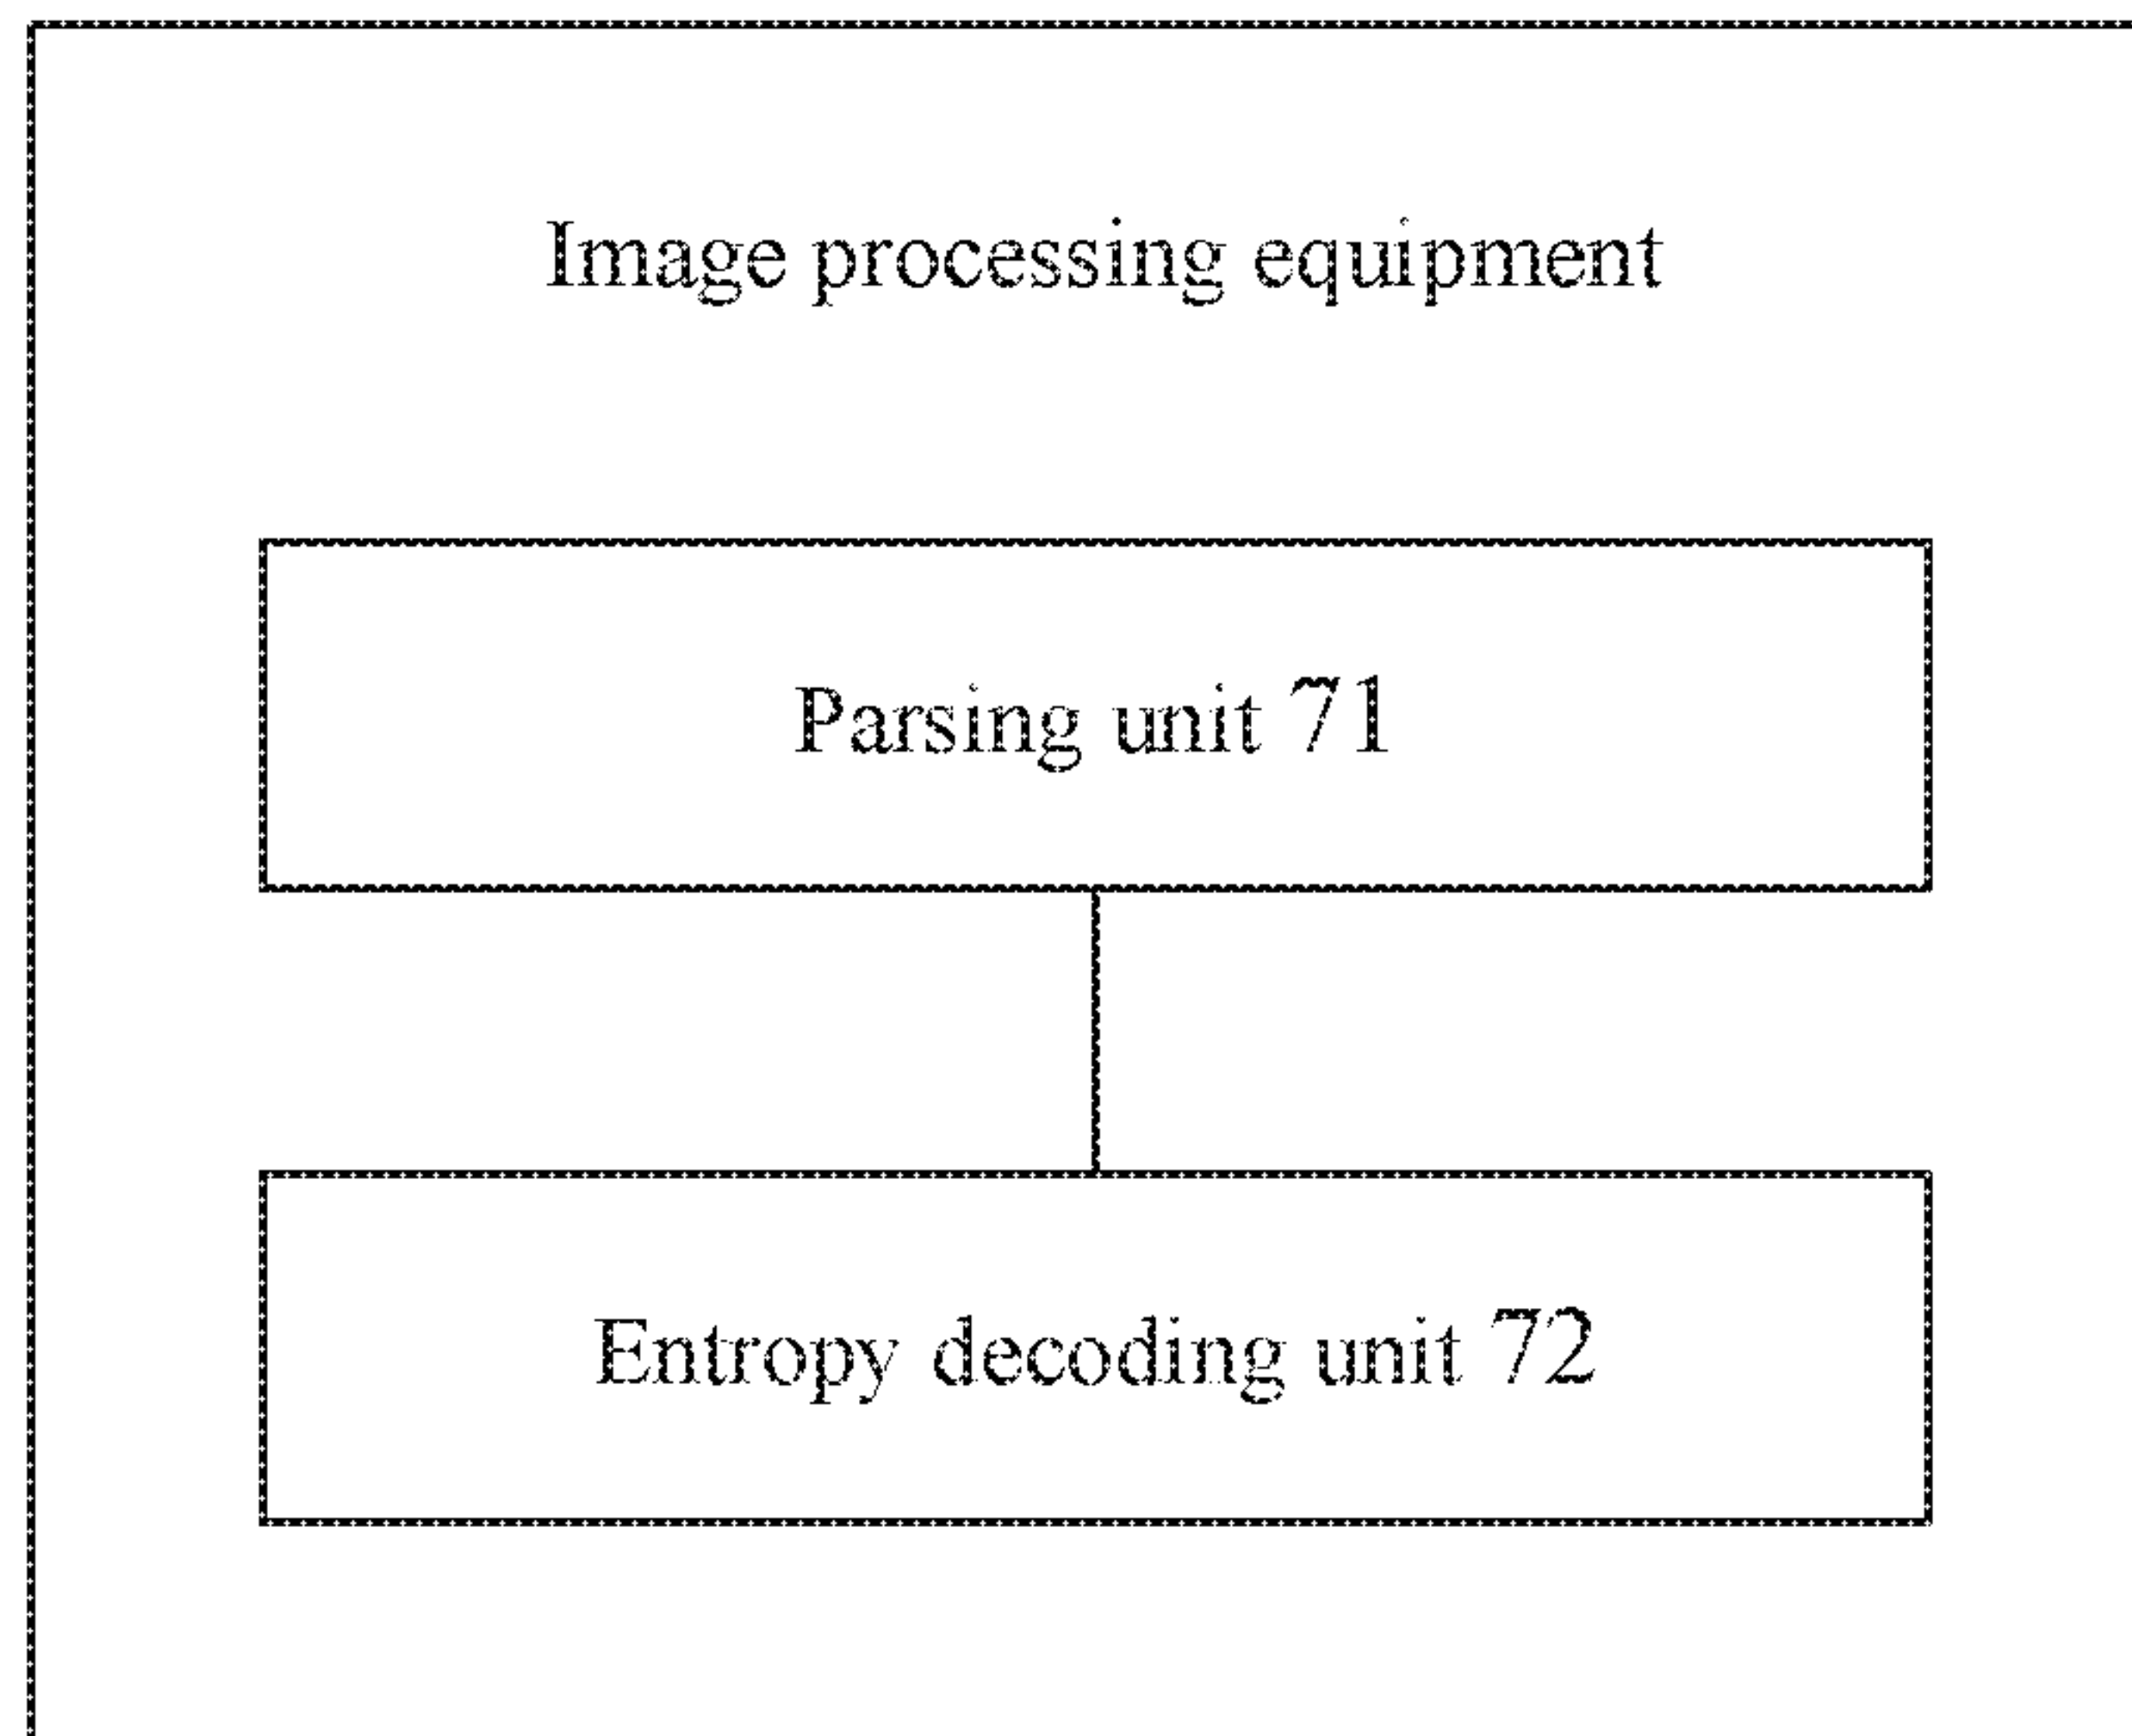 Image processing equipment
Parsing unit 71
Entropy decoding unit 72